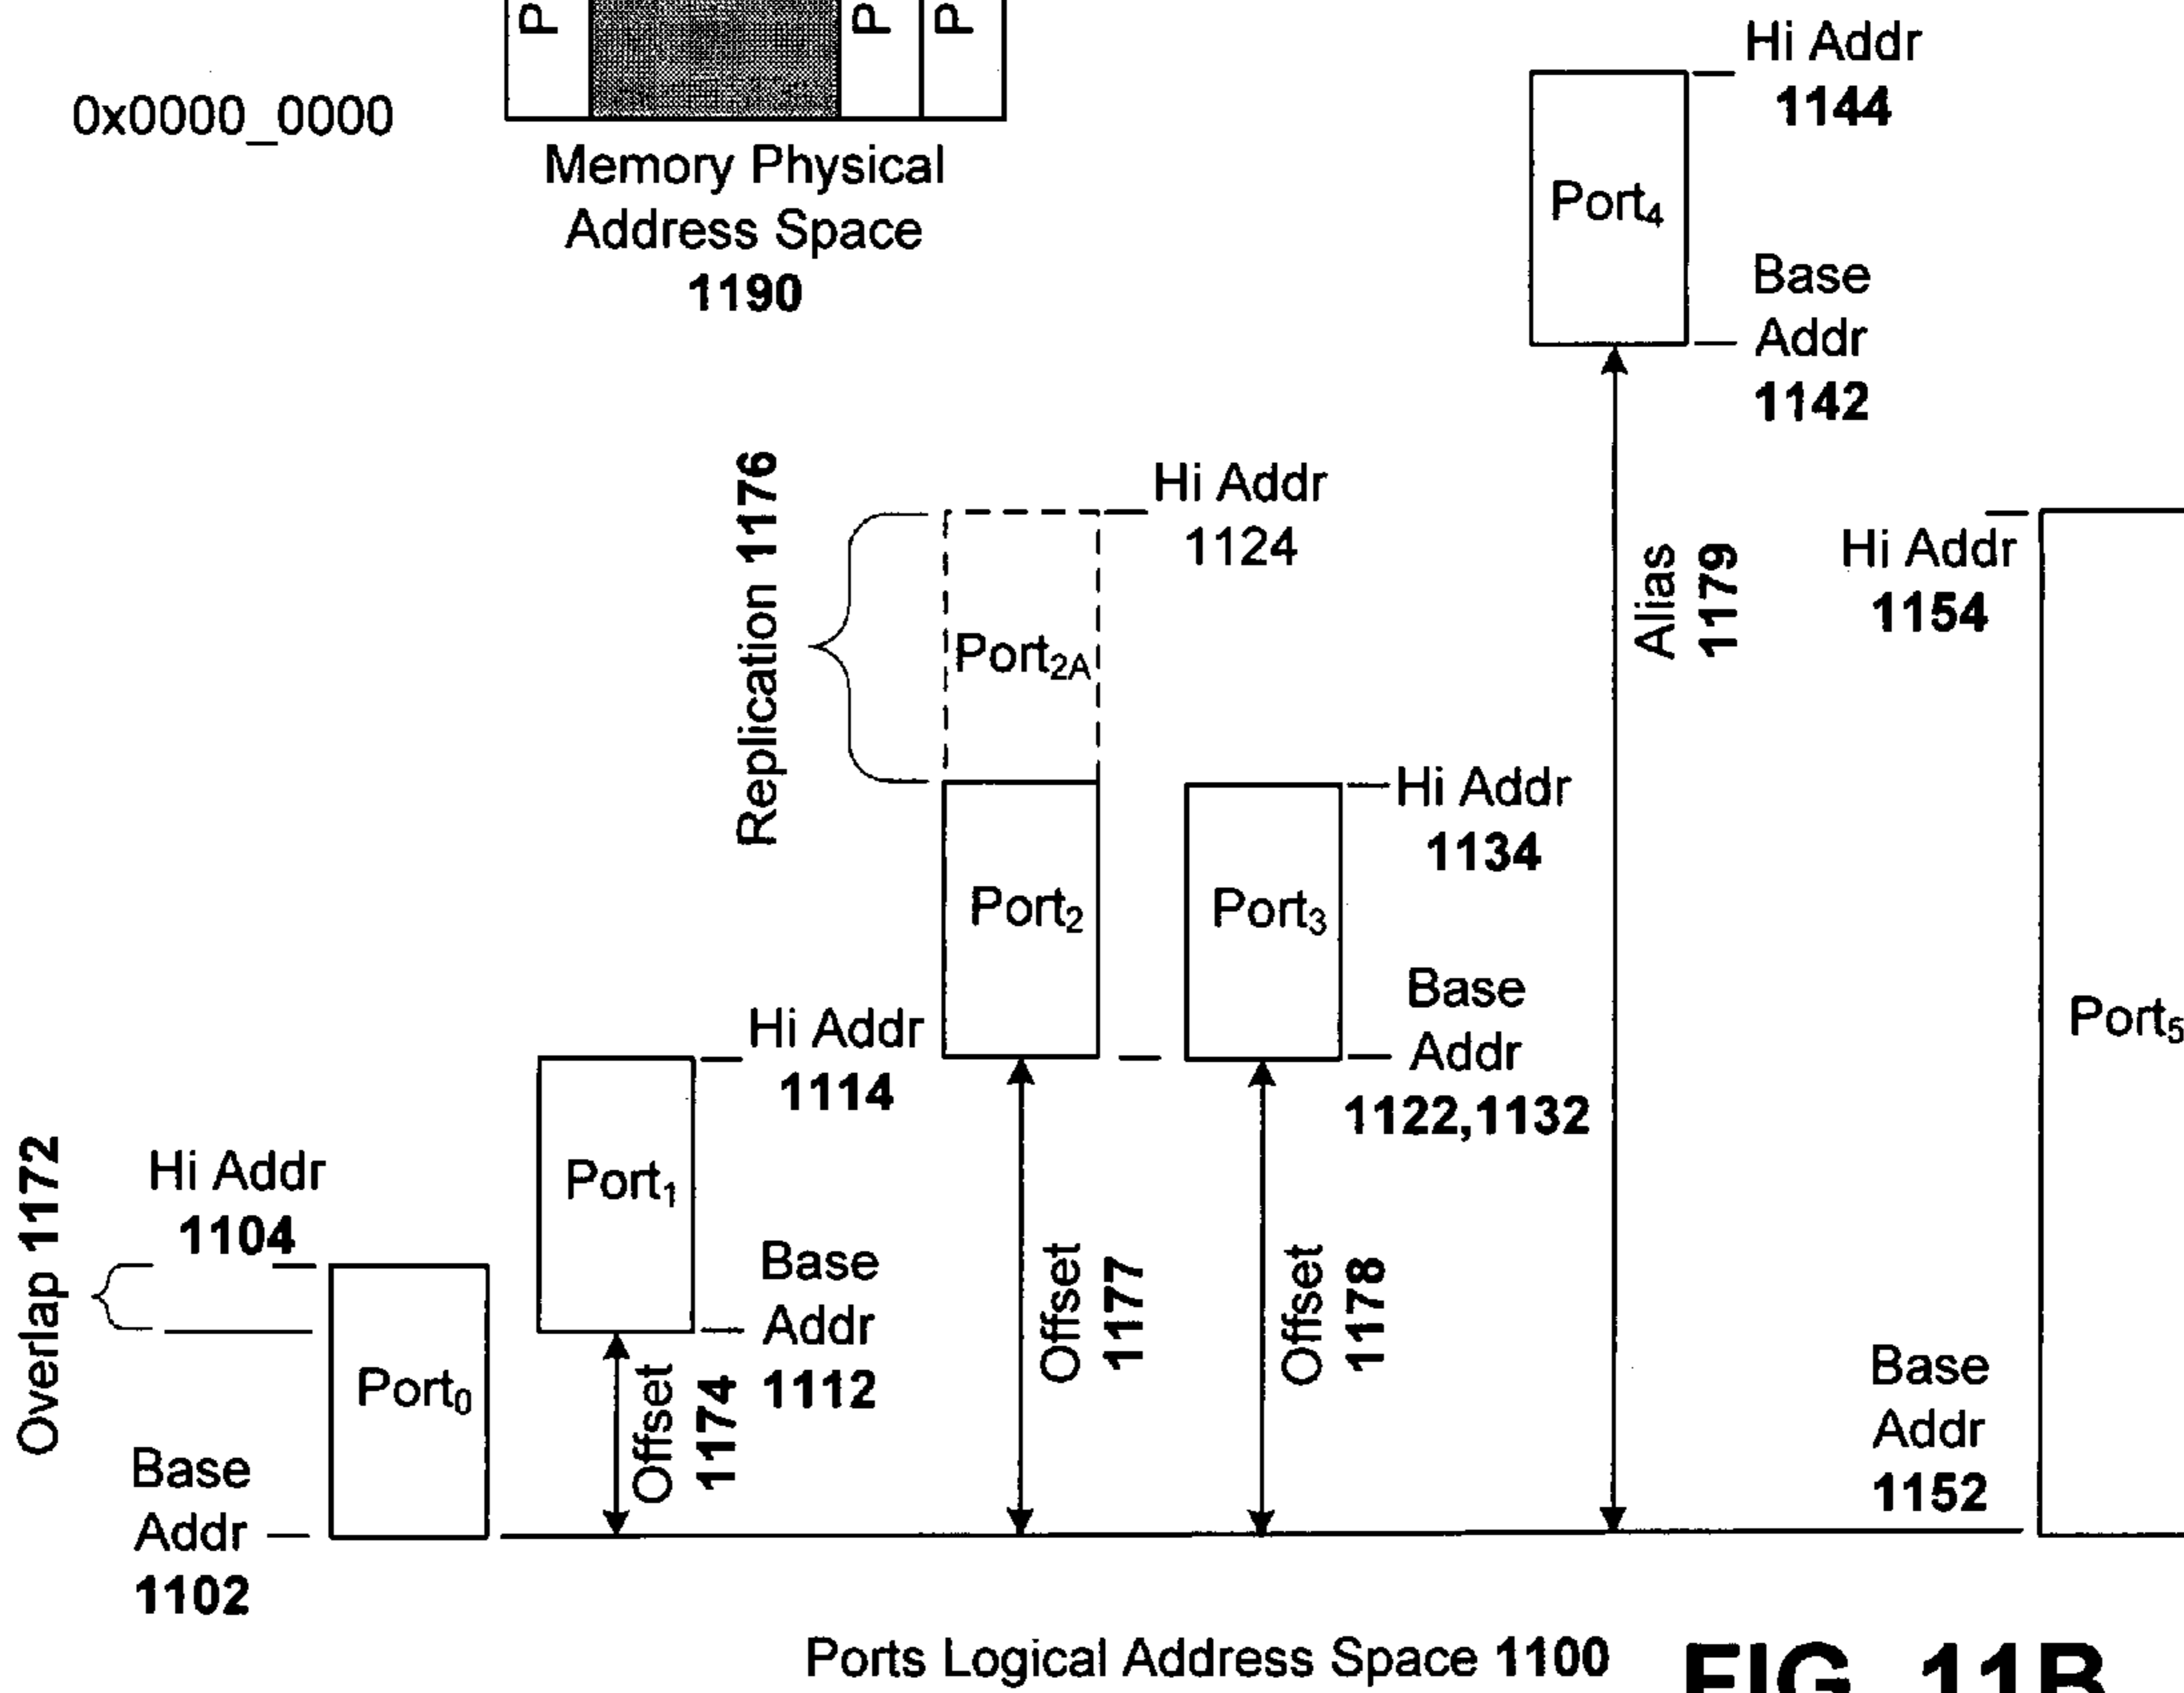 P
P
P
0x0000_0000
Memory Physical
Address Space
1190
Hi Addr
1144
Port4
Base
Addr
1142
Replication 1176
Hi Addr
1124
Port2A
Alias
1179
Hi Addr
1154
Hi Addr
1134
Port2
Port3
Base
Addr
1122,1132
Port5
Hi Addr
1114
Port1
Overlap 1172
Hi Addr
1104
Base
Addr
1112
Offset
1174
Offset
1177
Offset
1178
Port0
Base
Addr
1102
Base
Addr
1152
Ports Logical Address Space 1100
FIG. 11B